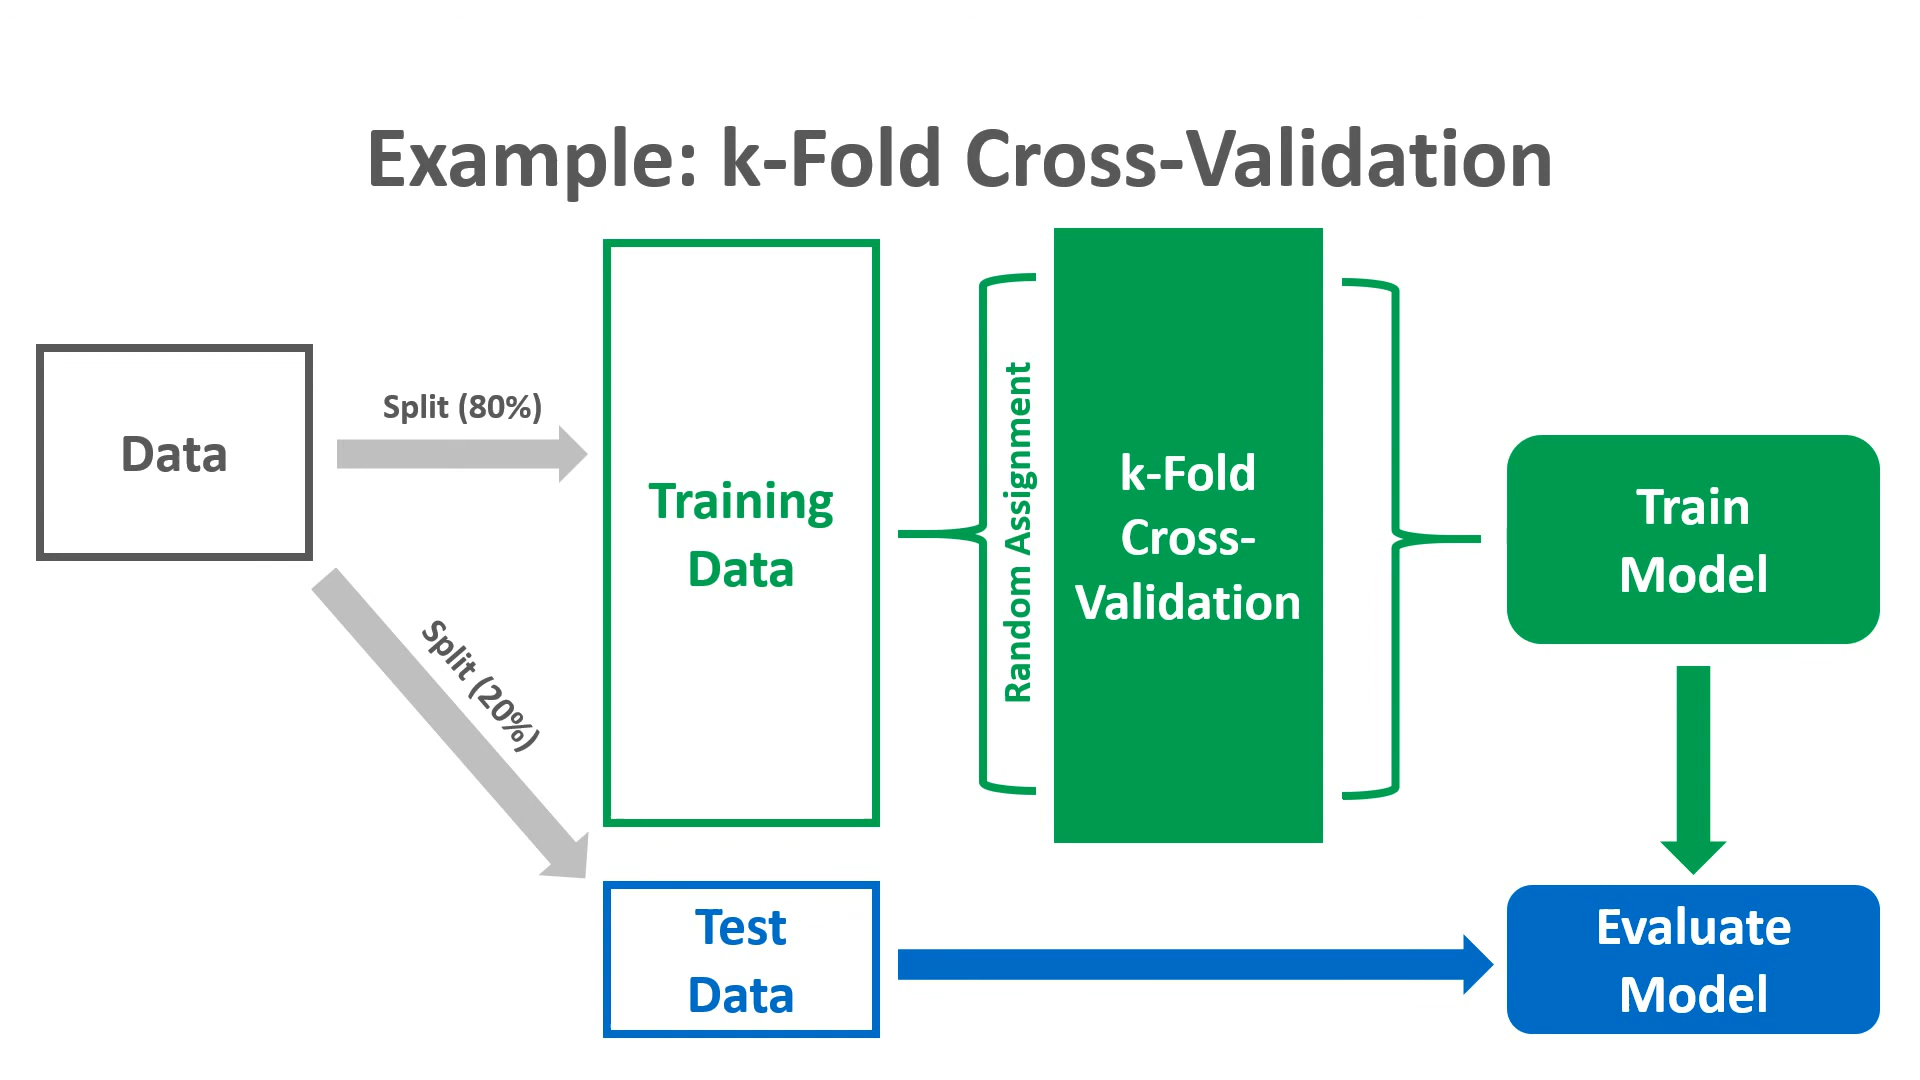 Example: k-Fold Cross-Validation
Data
Split (80%)
Split (20%)
Training
Data
Random Assignment
k-Fold
Cross-
Validation
Train
Model
Test
Data
Evaluate
Model